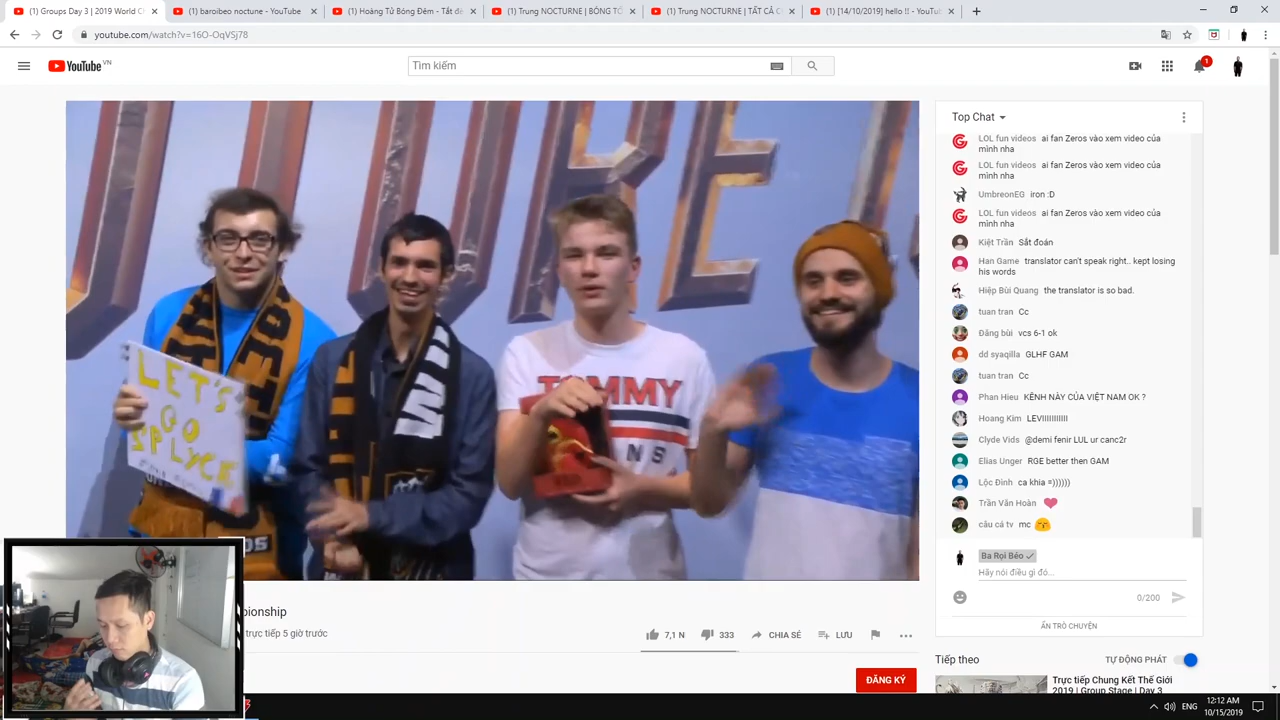 (1) Groups Day 3 | 2019 World Ch
(1) baroibeo noctune - YouTube
(1) Hoàng Tử Bóng Đêm - Tất
(1) Trung NOCTURNE | BÓNG TỐ
(1) Trung NOCTURNE | TẤT CẢ
(1) [14/10/2019] hello !! - YouTub
youtube.com/watch?v=16O-OqVSj78
YouTube VN
Tìm kiếm
1
LET'S
GO
SPLYCE
TOMMY
JEANS
Top Chat
LOL fun videos ai fan Zeros vào xem video của
mình nha
LOL fun videos ai fan Zeros vào xem video của
mình nha
UmbreonEG iron :D
LOL fun videos ai fan Zeros vào xem video của
mình nha
Kiệt Trần Sắt đoán
Han Game translator can't speak right.. kept losing
his words
Hiệp Bùi Quang the translator is so bad.
tuan tran Cc
Đăng bùi vcs 6-1 ok
dd syaqilla GLHF GAM
tuan tran Cc
Phan Hieu KÊNH NÀY CỦA VIỆT NAM OK ?
Hoang Kim LEVIIIIIIIIIII
Clyde Vids @demi fenir LUL ur canc2r
Elias Unger RGE better then GAM
Lộc Đinh ca khia =))))))
Trần Văn Hoàn
câu cá tv mc
Ba Rọi Béo
Hãy nói điều gì đó...
0/200
ẨN TRÒ CHUYỆN
pionship
trực tiếp 5 giờ trước
7,1 N
333
CHIA SẺ
LƯU
ĐĂNG KÝ
Tiếp theo
TỰ ĐỘNG PHÁT
Trực tiếp Chung Kết Thế Giới
2019 | Group Stage | Day 3
ENG
12:12 AM
10/15/2019